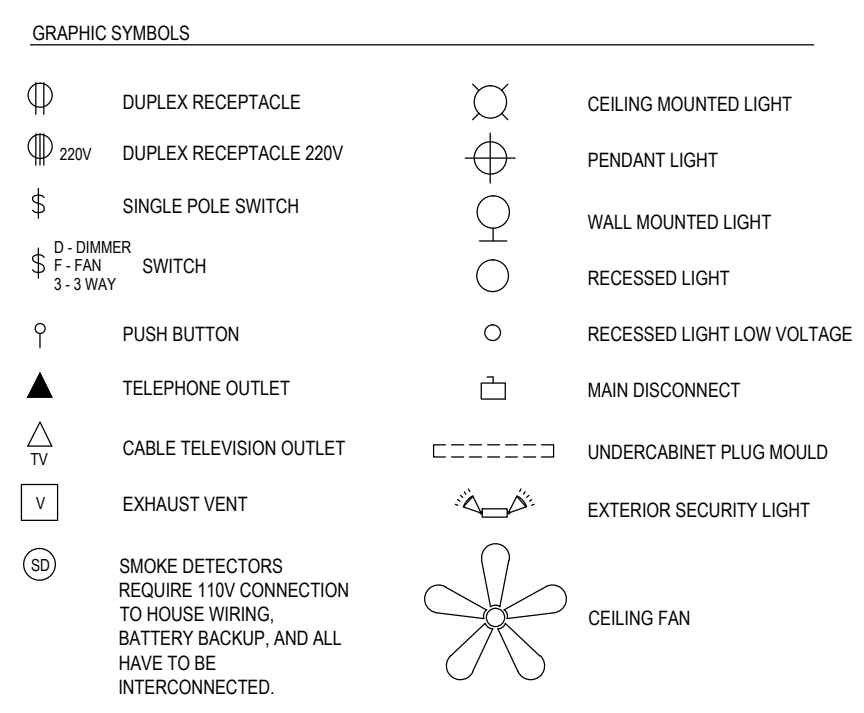 GRAPHIC SYMBOLS
DUPLEX RECEPTACLE
220V DUPLEX RECEPTACLE 220V
$ SINGLE POLE SWITCH
$ D - DIMMER
F - FAN
3 - 3 WAY
SWITCH
PUSH BUTTON
TELEPHONE OUTLET
TV CABLE TELEVISION OUTLET
V EXHAUST VENT
SD SMOKE DETECTORS
REQUIRE 110V CONNECTION
TO HOUSE WIRING,
BATTERY BACKUP, AND ALL
HAVE TO BE
INTERCONNECTED.
CEILING MOUNTED LIGHT
PENDANT LIGHT
WALL MOUNTED LIGHT
RECESSED LIGHT
RECESSED LIGHT LOW VOLTAGE
MAIN DISCONNECT
UNDERCABINET PLUG MOULD
EXTERIOR SECURITY LIGHT
CEILING FAN